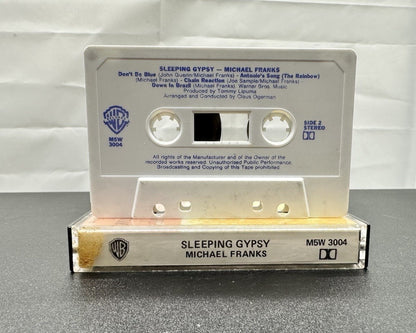 SLEEPING GYPSY — MICHAEL FRANKS
Don't Be Blue (John Guerin/Michael Franks) - Antonio's Song (The Rainbow)
(Michael Franks) - Chain Reaction (Joe Sample/Michael Franks)
Down In Brazil (Michael Franks). Warner Bros. Music
Produced by Tommy Lipuma
Arranged and Conducted by Claus Ogerman
M5W
3004
SIDE 2
STEREO
All rights of the Manufacturer and of the Owner of the
recorded works reserved. Unauthorised Public Performance,
Broadcasting and Copying of this Tape prohibited.
SLEEPING GYPSY
MICHAEL FRANKS
M5W 3004